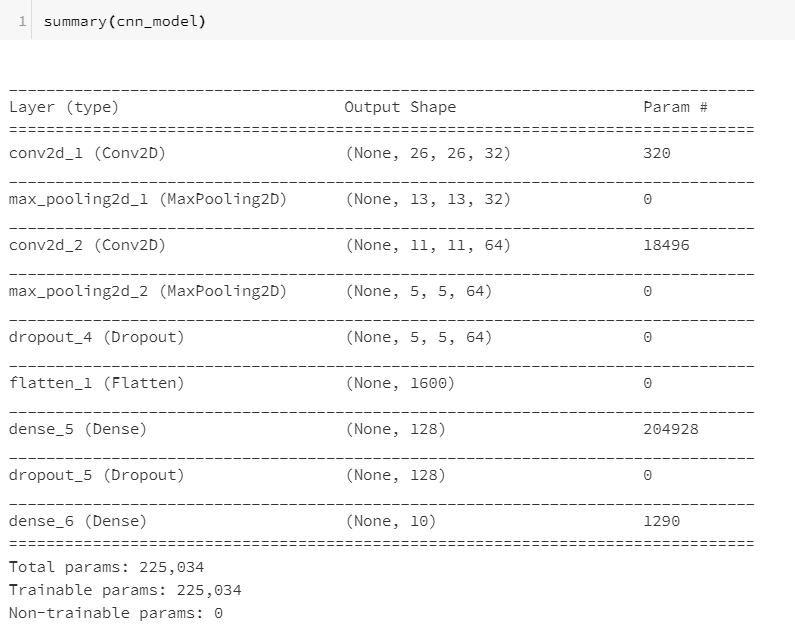 1 summary(cnn_model)
________________________________________________________________________________
Layer (type) Output Shape Param #
================================================================================
conv2d_1 (Conv2D) (None, 26, 26, 32) 320
________________________________________________________________________________
max_pooling2d_1 (MaxPooling2D) (None, 13, 13, 32) 0
________________________________________________________________________________
conv2d_2 (Conv2D) (None, 11, 11, 64) 18496
________________________________________________________________________________
max_pooling2d_2 (MaxPooling2D) (None, 5, 5, 64) 0
________________________________________________________________________________
dropout_4 (Dropout) (None, 5, 5, 64) 0
________________________________________________________________________________
flatten_1 (Flatten) (None, 1600) 0
________________________________________________________________________________
dense_5 (Dense) (None, 128) 204928
________________________________________________________________________________
dropout_5 (Dropout) (None, 128) 0
________________________________________________________________________________
dense_6 (Dense) (None, 10) 1290
================================================================================
Total params: 225,034
Trainable params: 225,034
Non-trainable params: 0